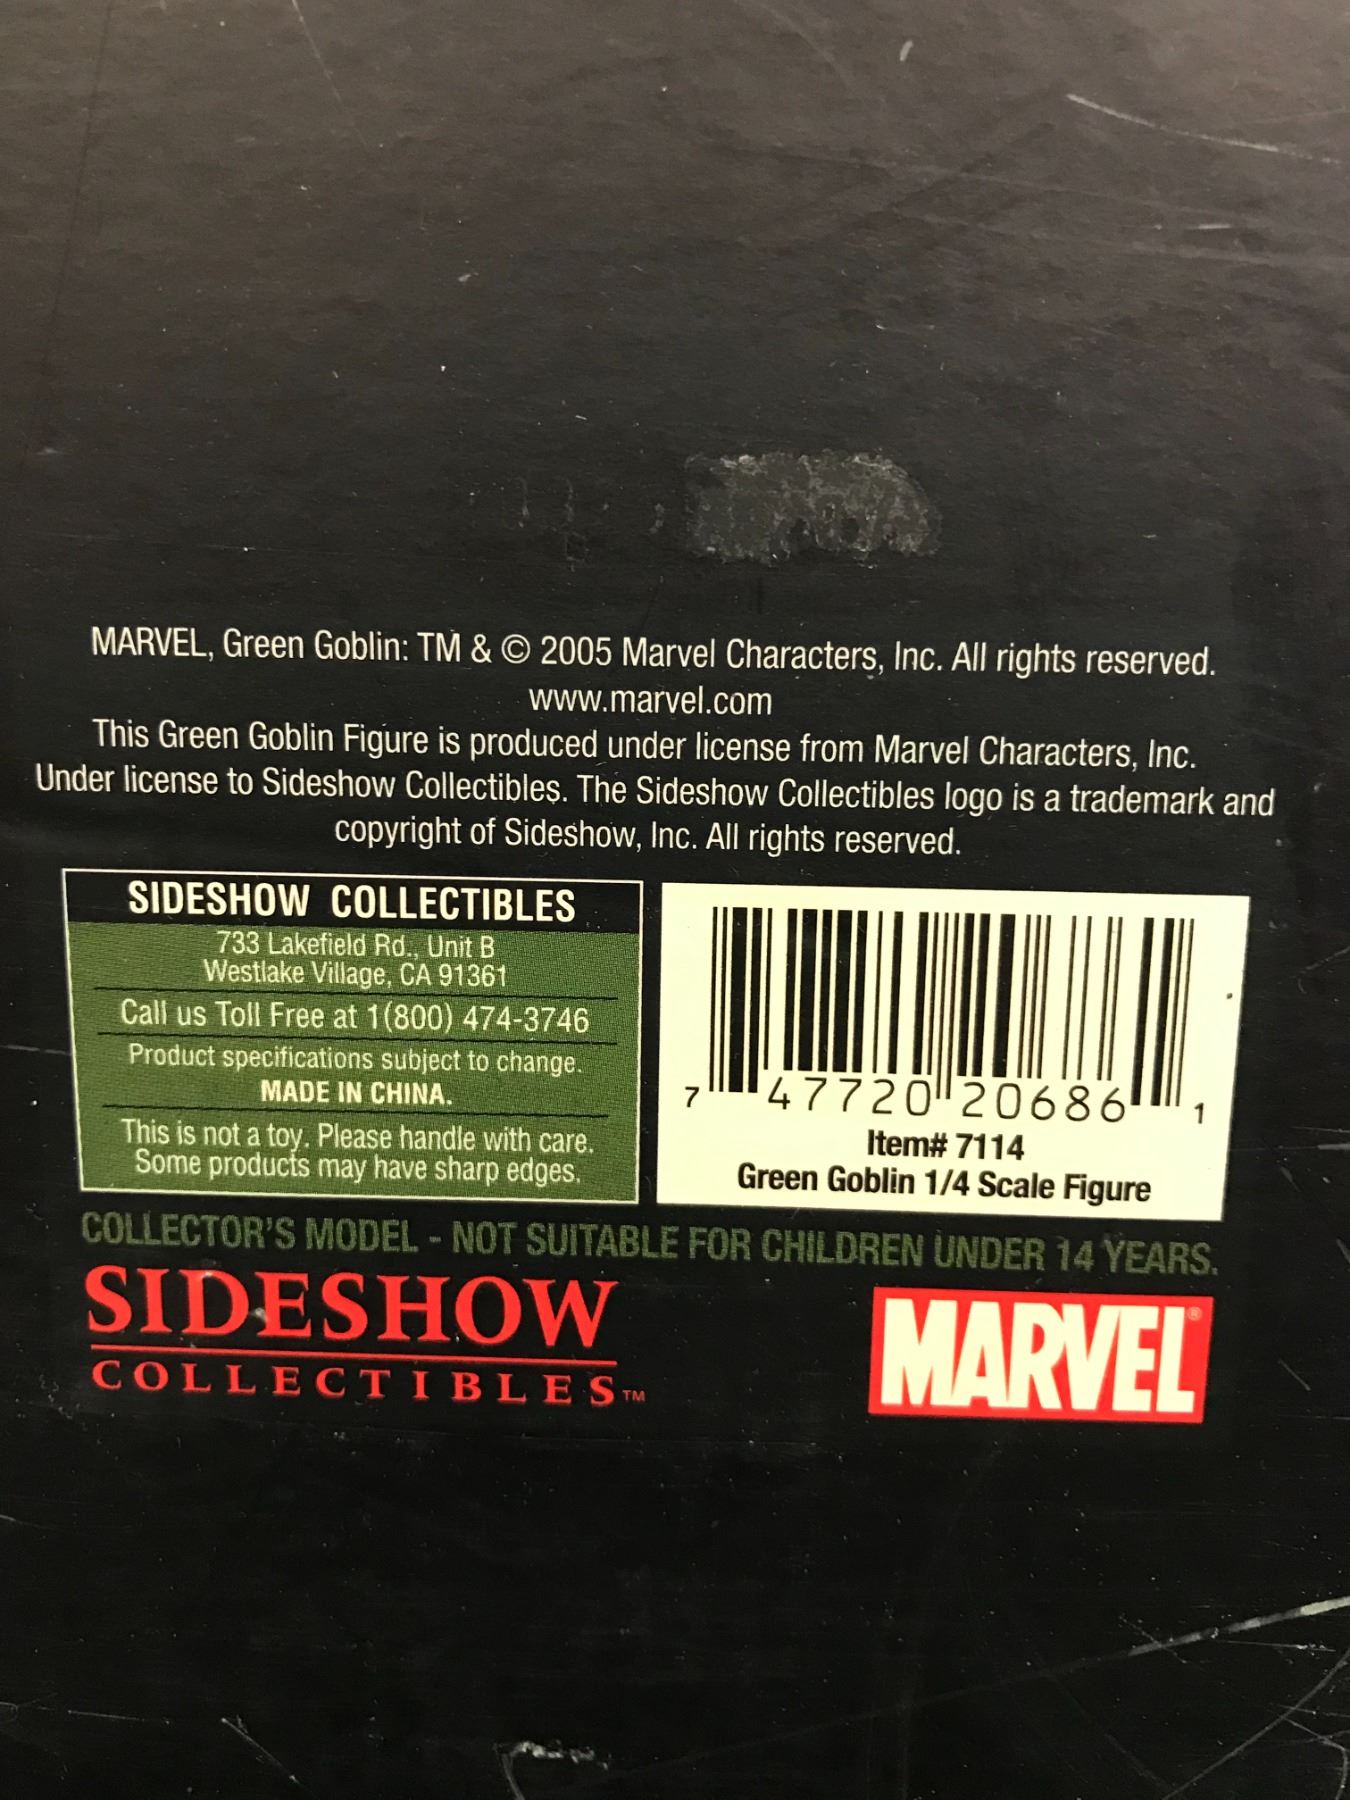 MARVEL, Green Goblin: TM & © 2005 Marvel Characters, Inc. All rights reserved.
www.marvel.com
This Green Goblin Figure is produced under license from Marvel Characters, Inc.
Under license to Sideshow Collectibles. The Sideshow Collectibles logo is a trademark and
copyright of Sideshow, Inc. All rights reserved.
SIDESHOW COLLECTIBLES
733 Lakefield Rd., Unit B
Westlake Village, CA 91361
Call us Toll Free at 1(800) 474-3746
Product specifications subject to change.
MADE IN CHINA.
This is not a toy. Please handle with care.
Some products may have sharp edges.
7 47720 20686 1
Item# 7114
Green Goblin 1/4 Scale Figure
COLLECTOR'S MODEL - NOT SUITABLE FOR CHILDREN UNDER 14 YEARS.
SIDESHOW
COLLECTIBLES™
MARVEL®